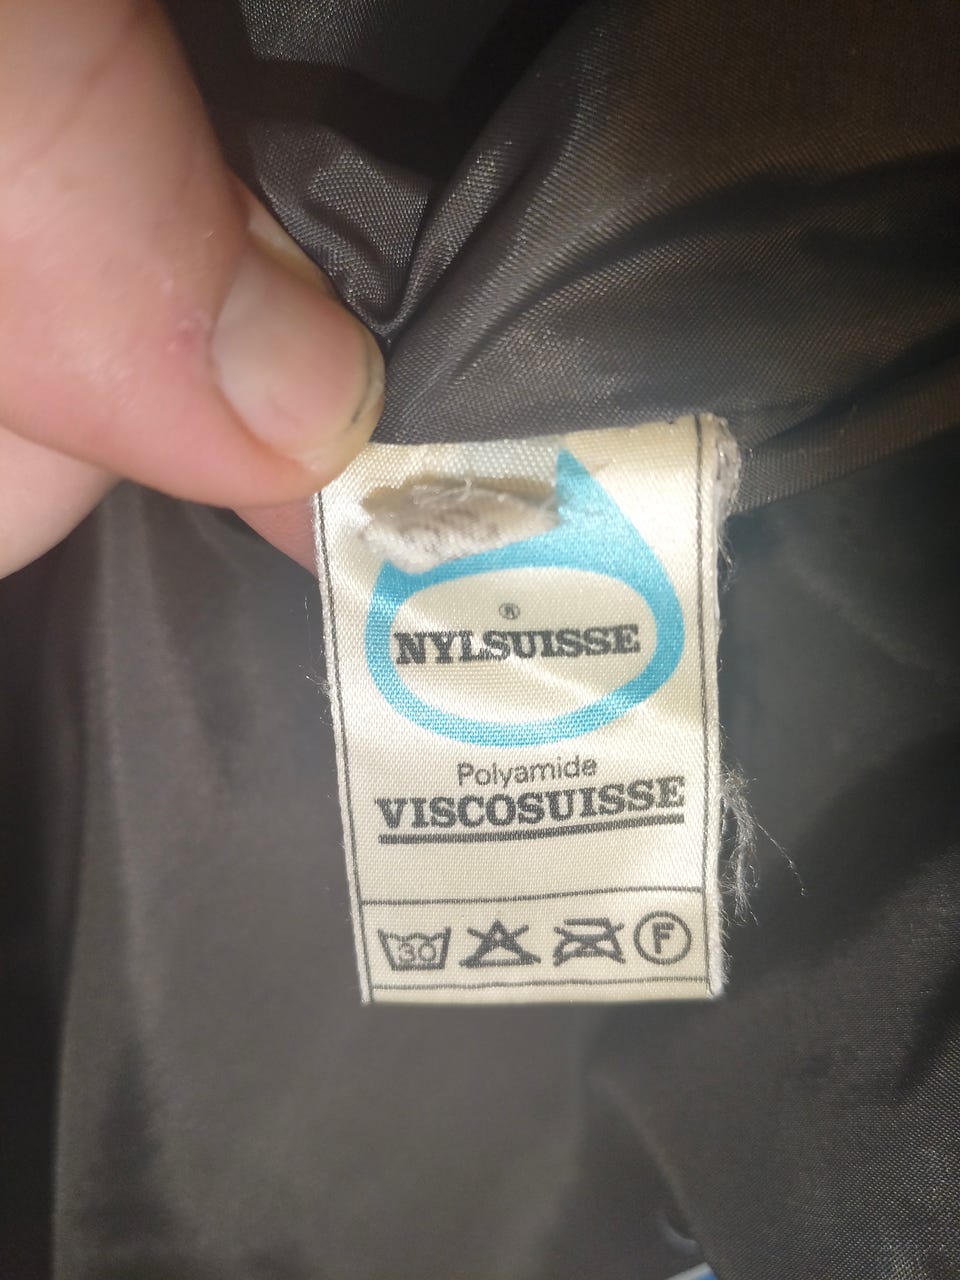 ®
NYLSUISSE
Polyamide
VISCOSUISSE
30 A F